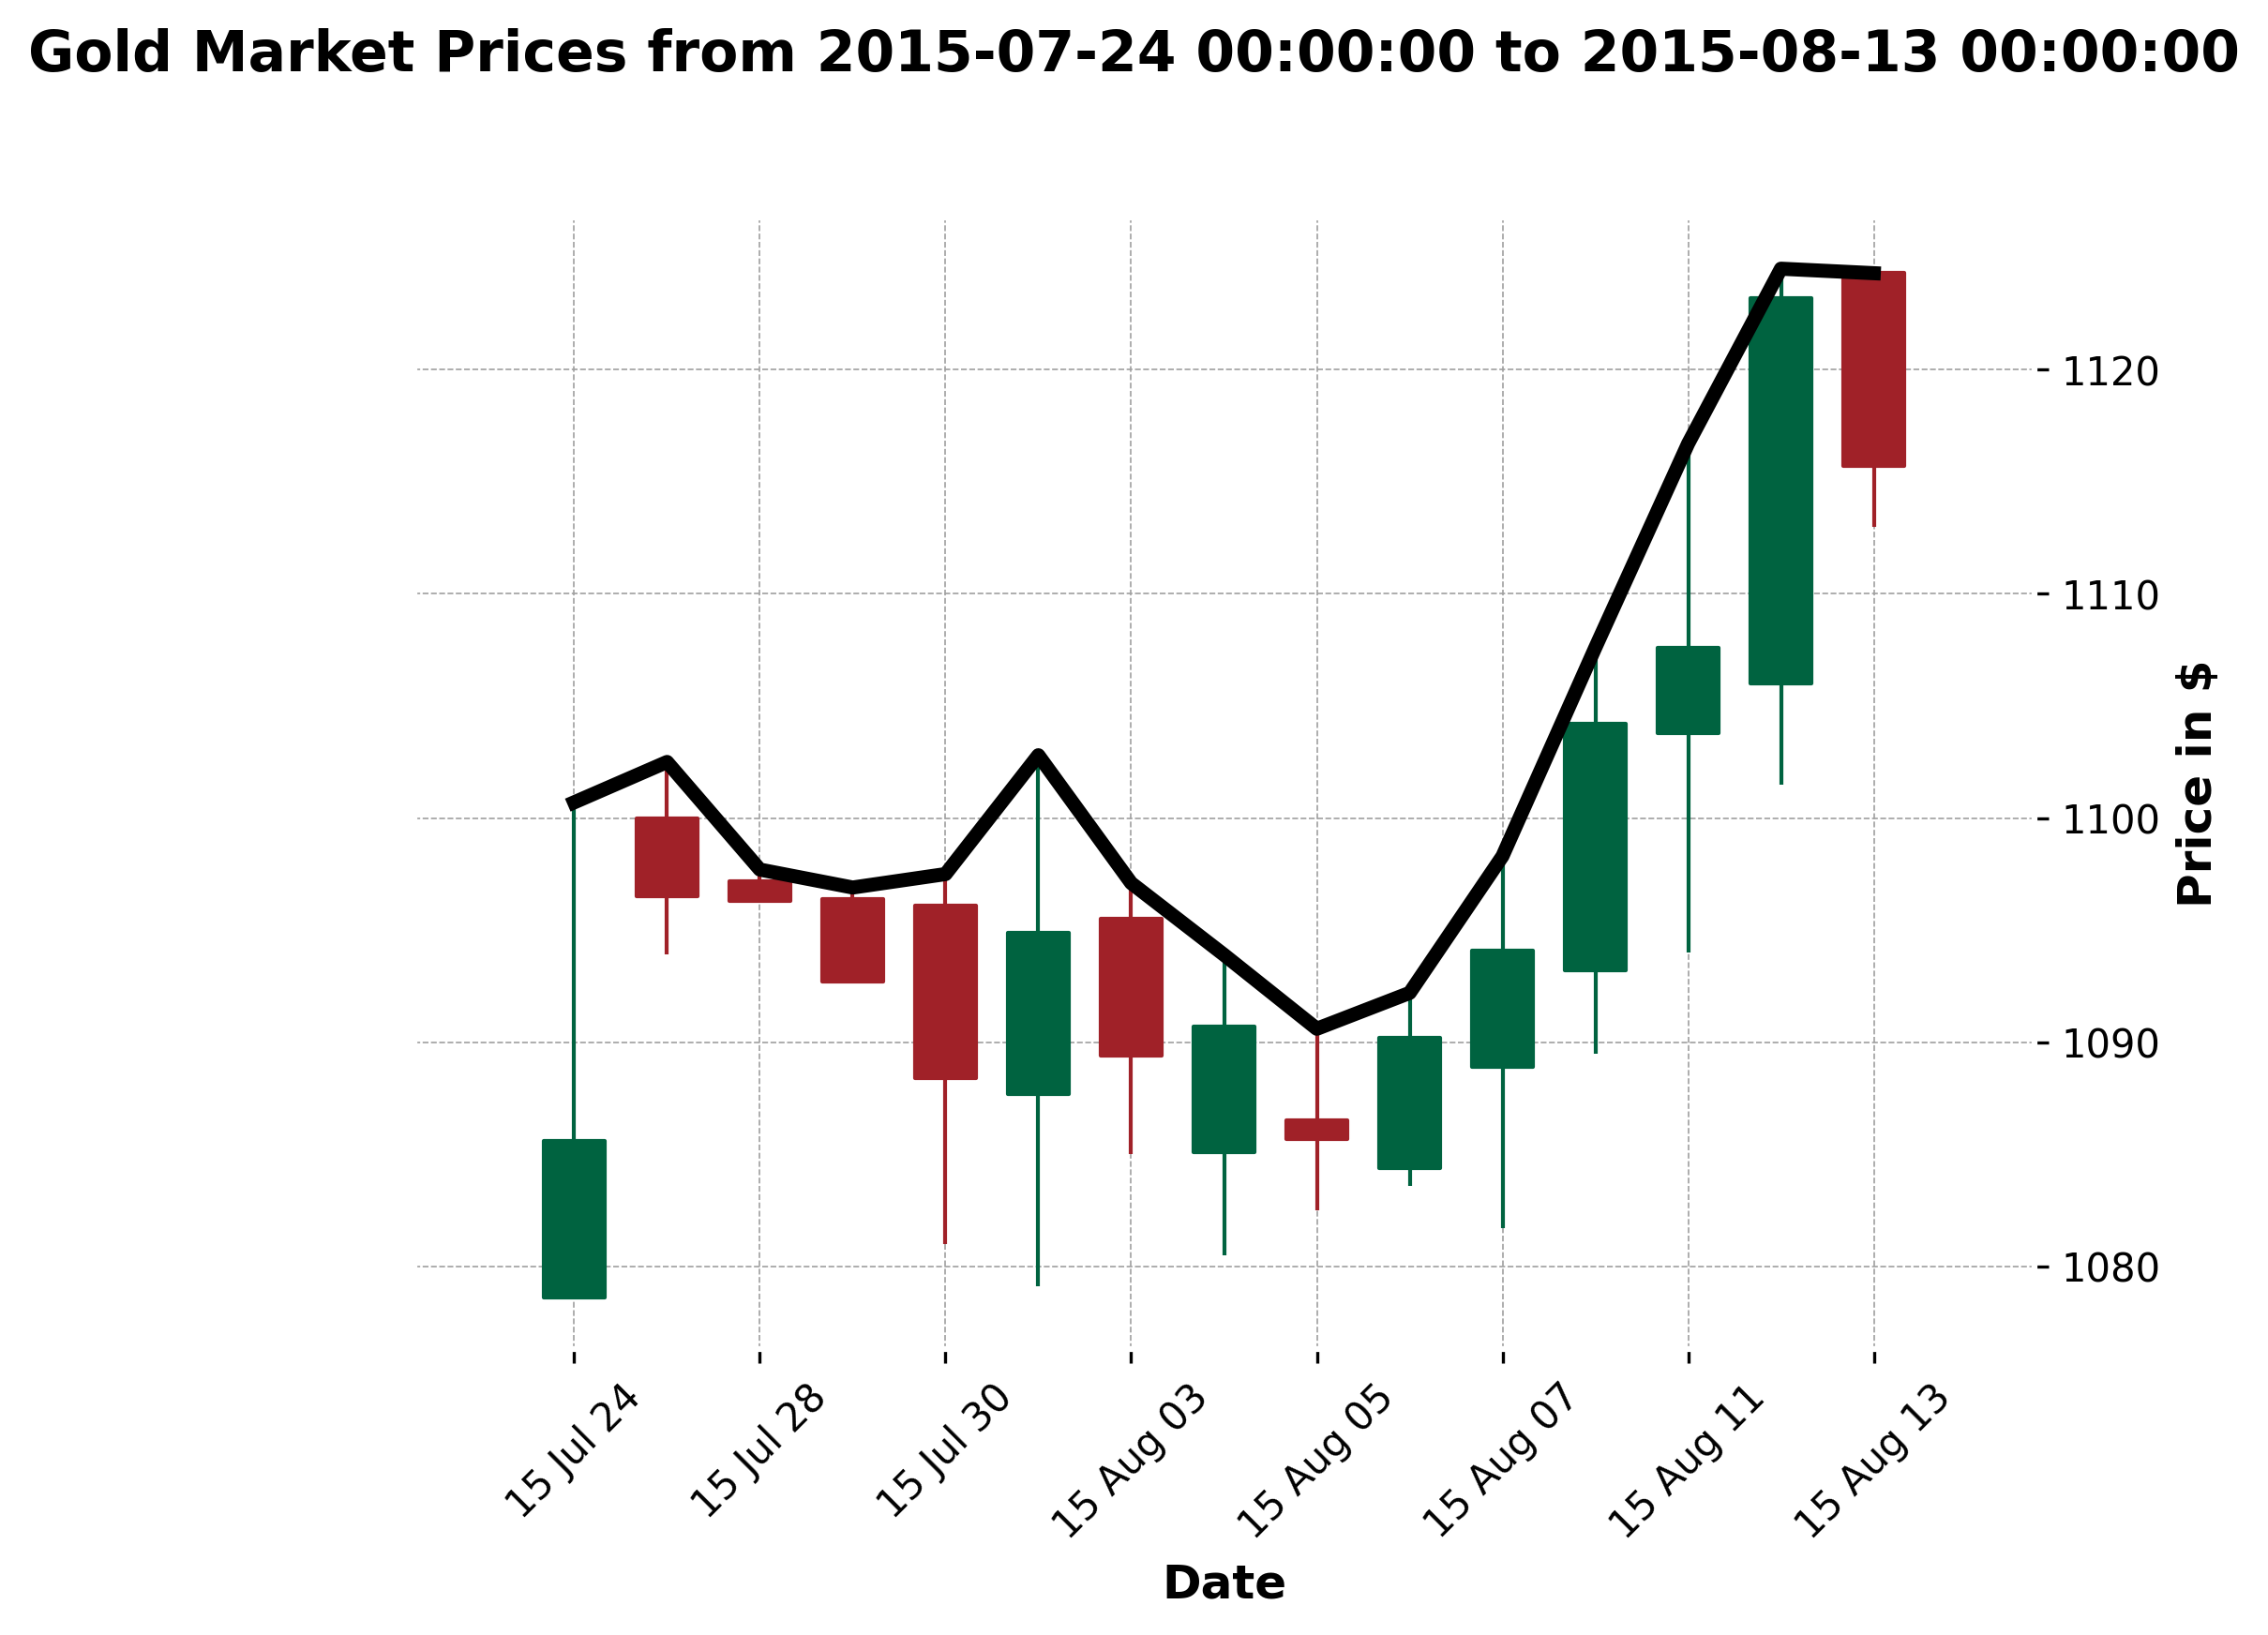 Gold Market Prices from 2015-07-24 00:00:00 to 2015-08-13 00:00:00
1120
1110
1100
1090
1080
Price in $
15 Jul 24
15 Jul 28
15 Jul 30
15 Aug 03
15 Aug 05
15 Aug 07
15 Aug 11
15 Aug 13
Date